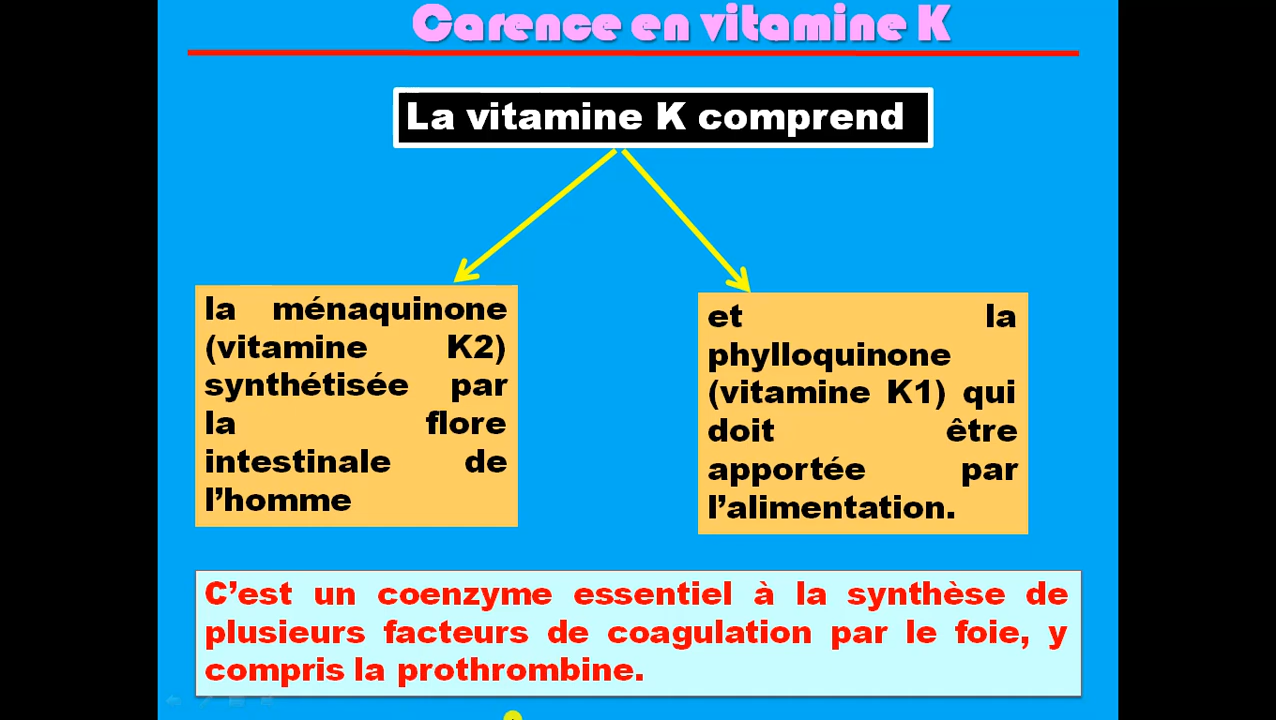 Carence en vitamine K
La vitamine K comprend
la ménaquinone
(vitamine K2)
synthétisée par
la flore
intestinale de
l’homme
et la
phylloquinone
(vitamine K1) qui
doit être
apportée par
l’alimentation.
C’est un coenzyme essentiel à la synthèse de
plusieurs facteurs de coagulation par le foie, y
compris la prothrombine.